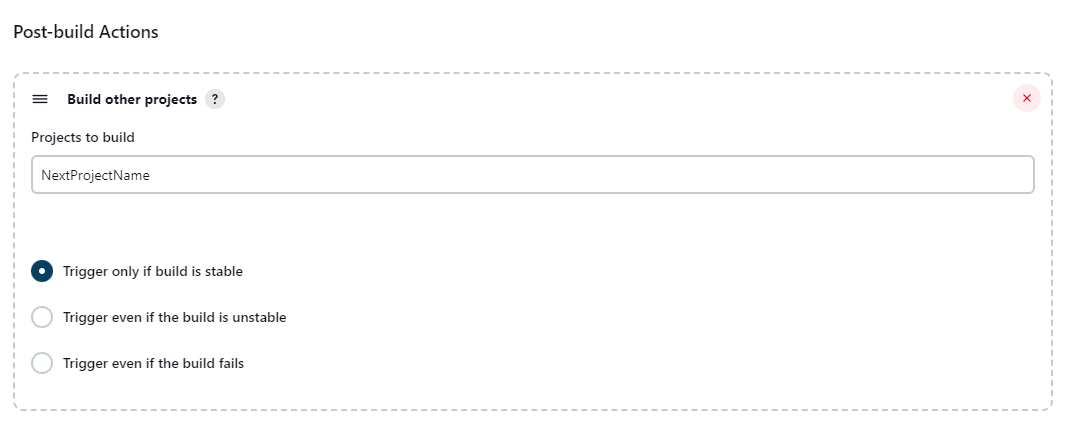 Post-build Actions
Build other projects ?
Projects to build
NextProjectName
Trigger only if build is stable
Trigger even if the build is unstable
Trigger even if the build fails